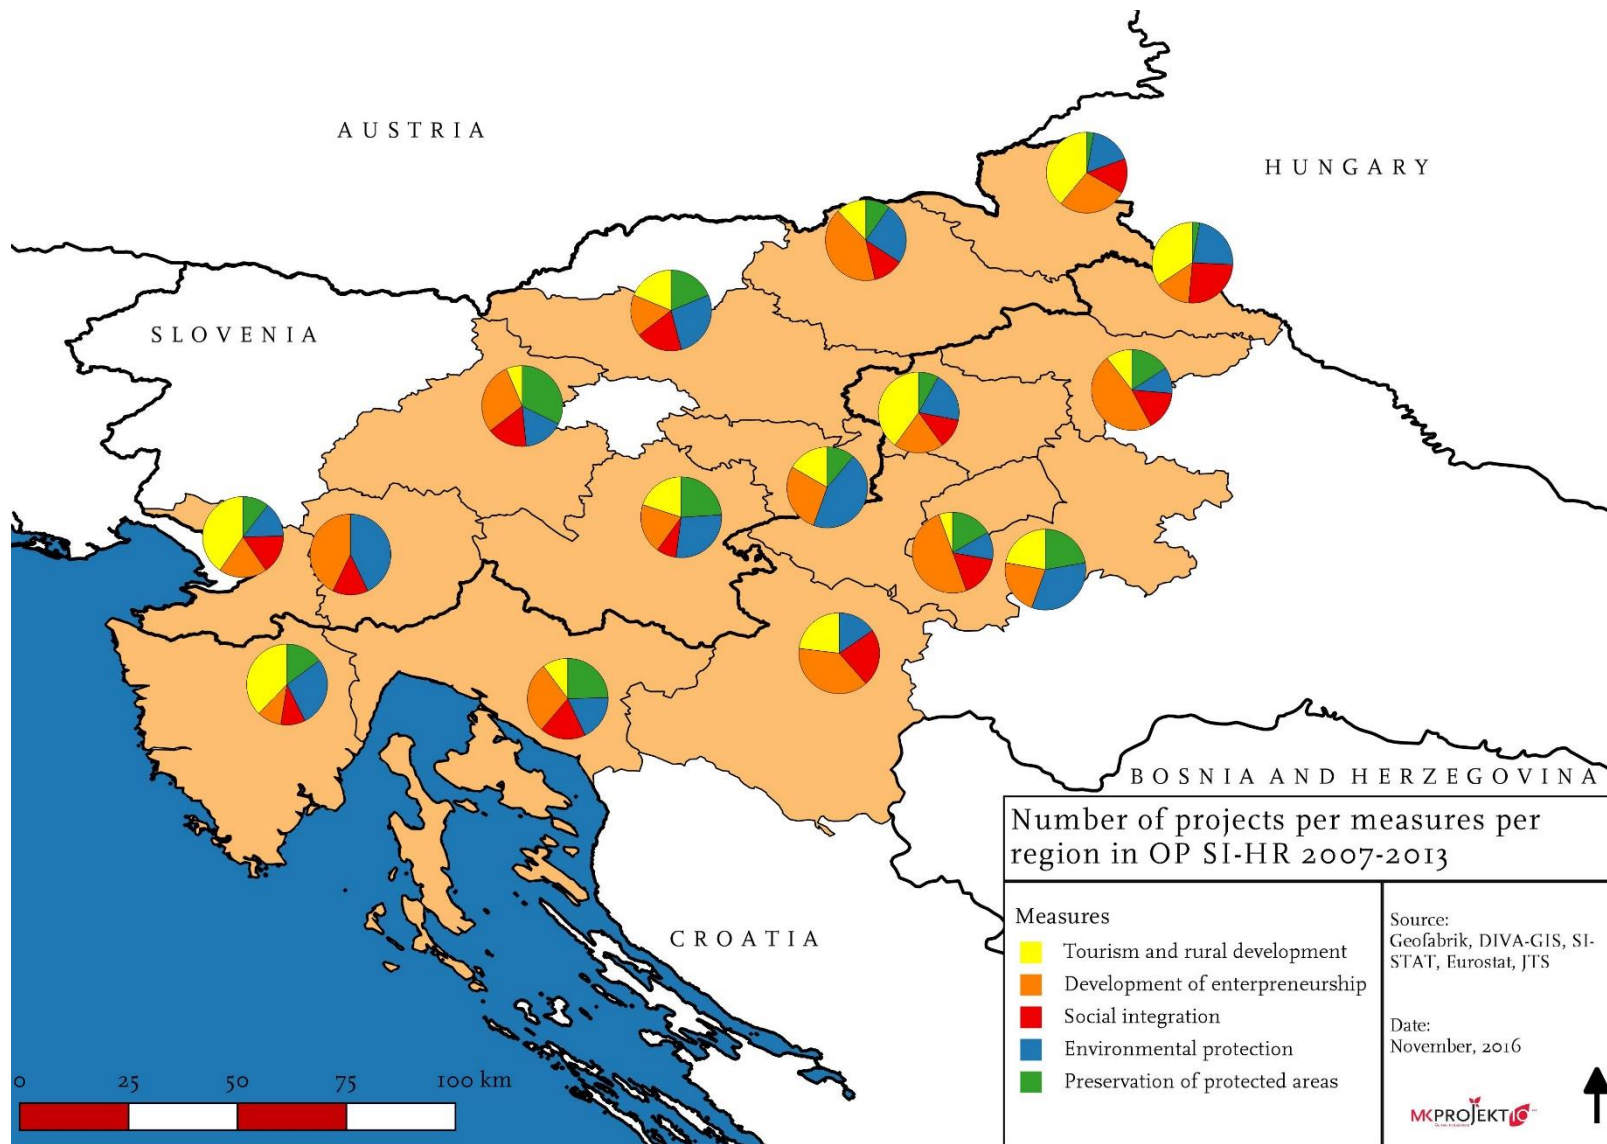 AUSTRIA
HUNGARY
SLOVENIA
BOSNIA AND HERZEGOVINA
CROATIA
Number of projects per measures per
region in OP SI-HR 2007-2013
Measures
Tourism and rural development
Development of enterpreneurship
Social integration
Environmental protection
Preservation of protected areas
Source:
Geofabrik, DIVA-GIS, SI-
STAT, Eurostat, JTS
Date:
November, 2016
MKPROJEKT
0 25 50 75 100 km